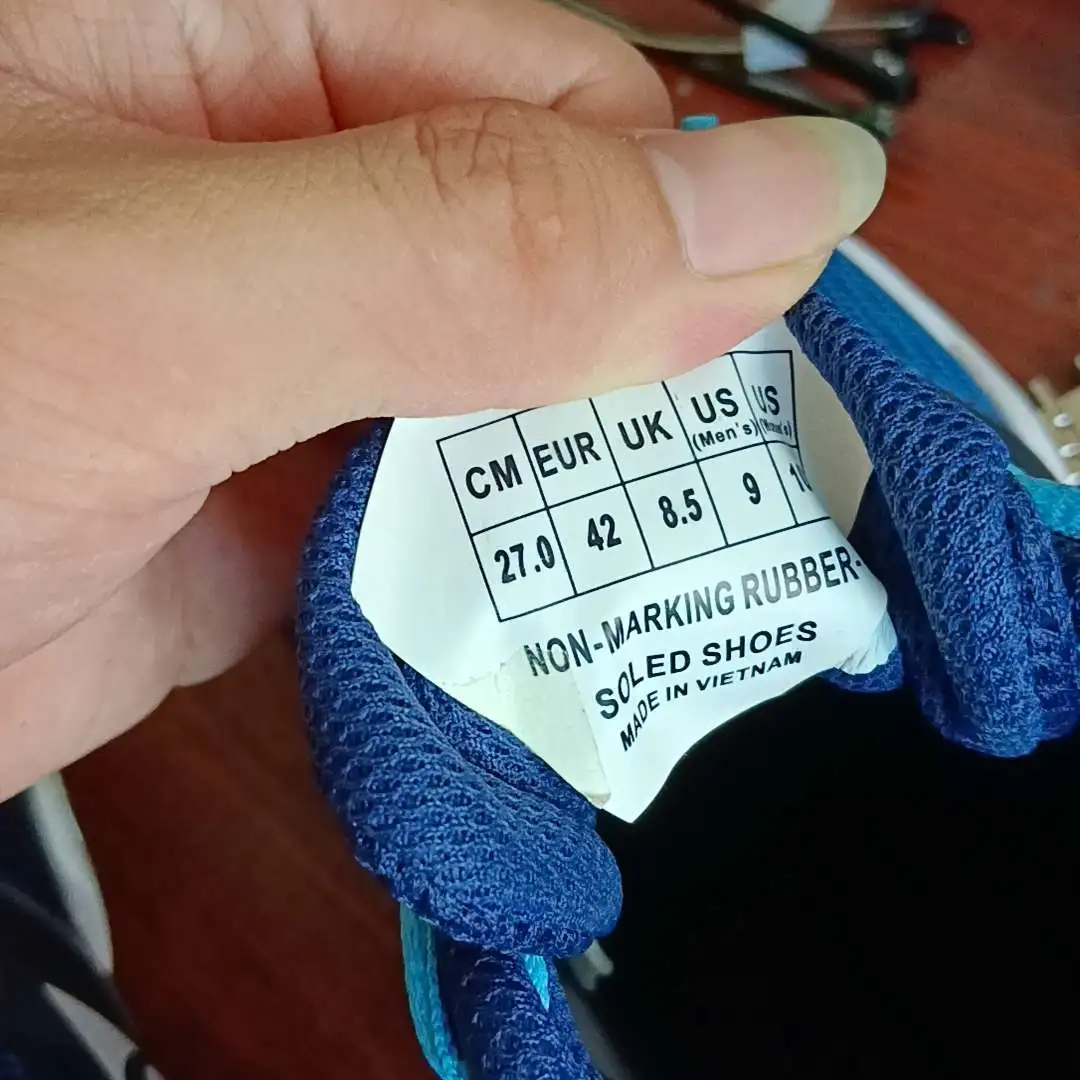 CM EUR UK US US
(Men's)
27.0 42 8.5 9
NON-MARKING RUBBER-
SOLED SHOES
MADE IN VIETNAM